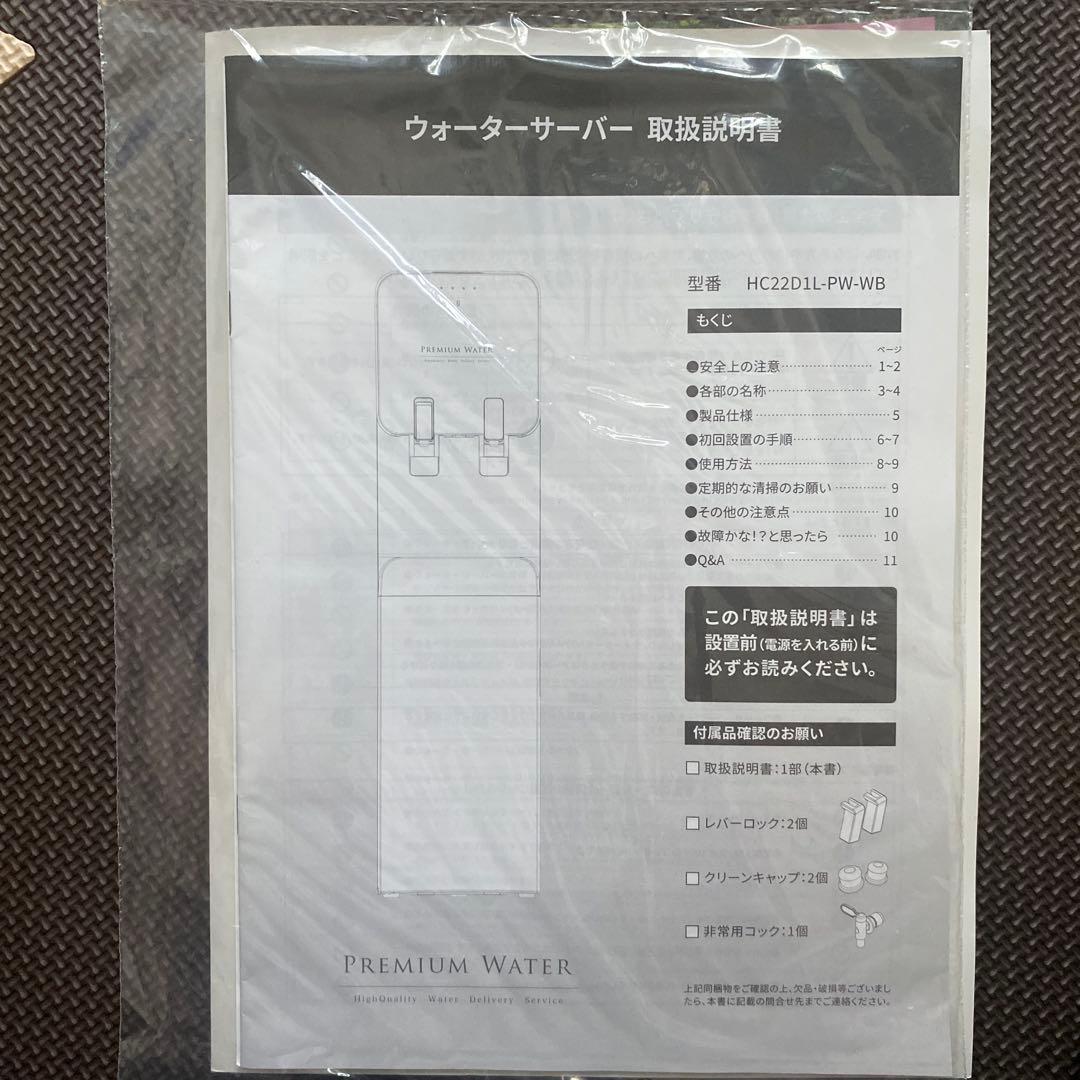 ウォーターサーバー 取扱説明書
型番 HC22D1L-PW-WB
もくじ
ページ
●安全上の注意 1~2
●各部の名称 3~4
●製品仕様 5
●初回設置の手順 6~7
●使用方法 8~9
●定期的な清掃のお願い 9
●その他の注意点 10
●故障かな!?と思ったら 10
●Q&A 11
この「取扱説明書」は
設置前(電源を入れる前)に
必ずお読みください。
付属品確認のお願い
□ 取扱説明書:1部(本書)
□ レバーロック:2個
□ クリーンキャップ:2個
□ 非常用コック:1個
上記同梱物をご確認の上、欠品・破損等ございまし
たら、本書に記載の問合せ先までご連絡ください。
PREMIUM WATER
PREMIUM WATER
HighQuality Water Delivery Service